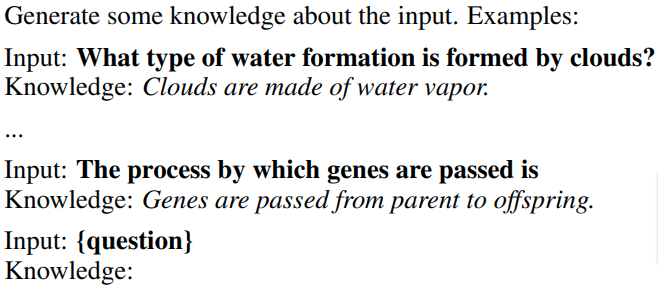 Generate some knowledge about the input. Examples:
Input: What type of water formation is formed by clouds?
Knowledge: Clouds are made of water vapor.
...
Input: The process by which genes are passed is
Knowledge: Genes are passed from parent to offspring.
Input: {question}
Knowledge: